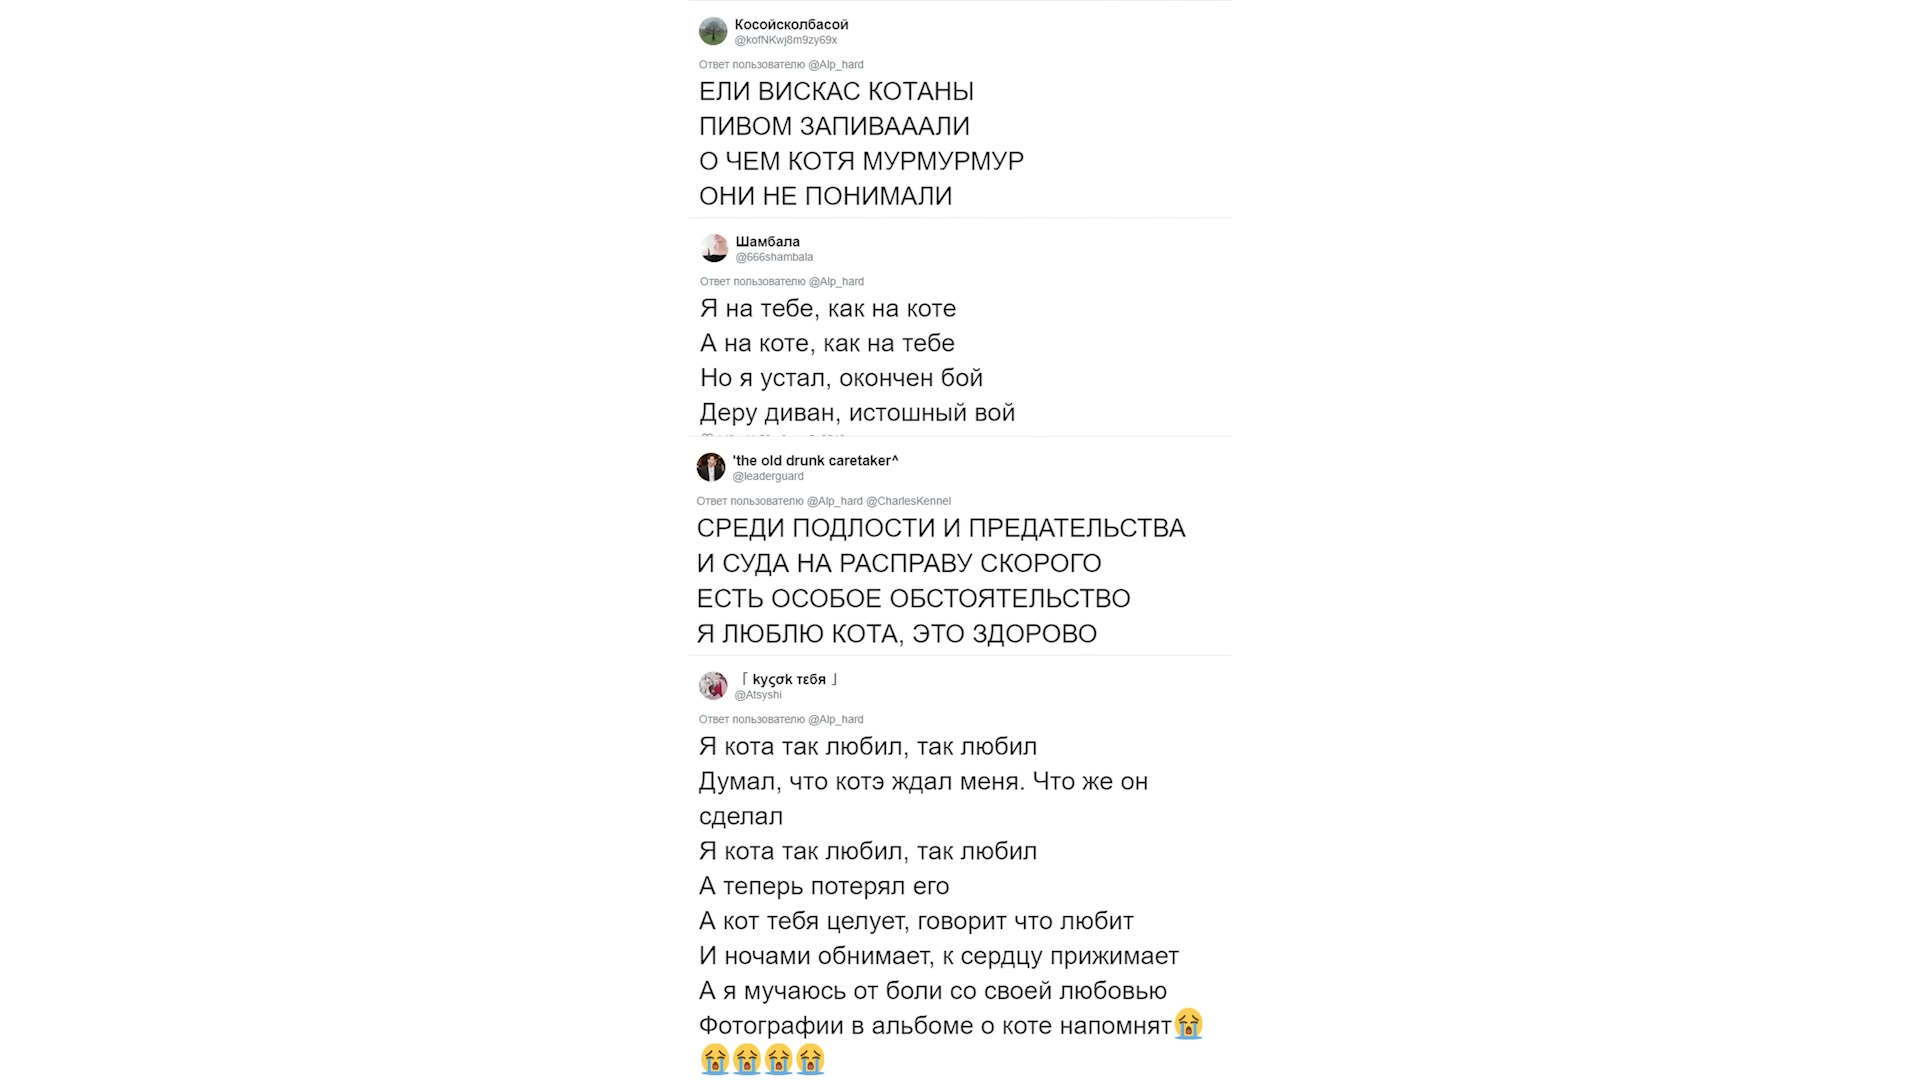 Косойсколбасой
@kofNKwj8m9zy69x
Ответ пользователю @Alp_hard
ЕЛИ ВИСКАС КОТАНЫ
ПИВОМ ЗАПИВАААЛИ
О ЧЕМ КОТЯ МУРМУРМУР
ОНИ НЕ ПОНИМАЛИ
Шамбала
@666shambala
Ответ пользователю @Alp_hard
Я на тебе, как на коте
А на коте, как на тебе
Но я устал, окончен бой
Деру диван, истошный вой
'the old drunk caretaker^
@leaderguard
Ответ пользователю @Alp_hard @CharlesKennel
СРЕДИ ПОДЛОСТИ И ПРЕДАТЕЛЬСТВА
И СУДА НА РАСПРАВУ СКОРОГО
ЕСТЬ ОСОБОЕ ОБСТОЯТЕЛЬСТВО
Я ЛЮБЛЮ КОТА, ЭТО ЗДОРОВО
「 kyçσk τεбя 」
@Atsyshi
Ответ пользователю @Alp_hard
Я кота так любил, так любил
Думал, что котэ ждал меня. Что же он
сделал
Я кота так любил, так любил
А теперь потерял его
А кот тебя целует, говорит что любит
И ночами обнимает, к сердцу прижимает
А я мучаюсь от боли со своей любовью
Фотографии в альбоме о коте напомнят😭
😭😭😭😭